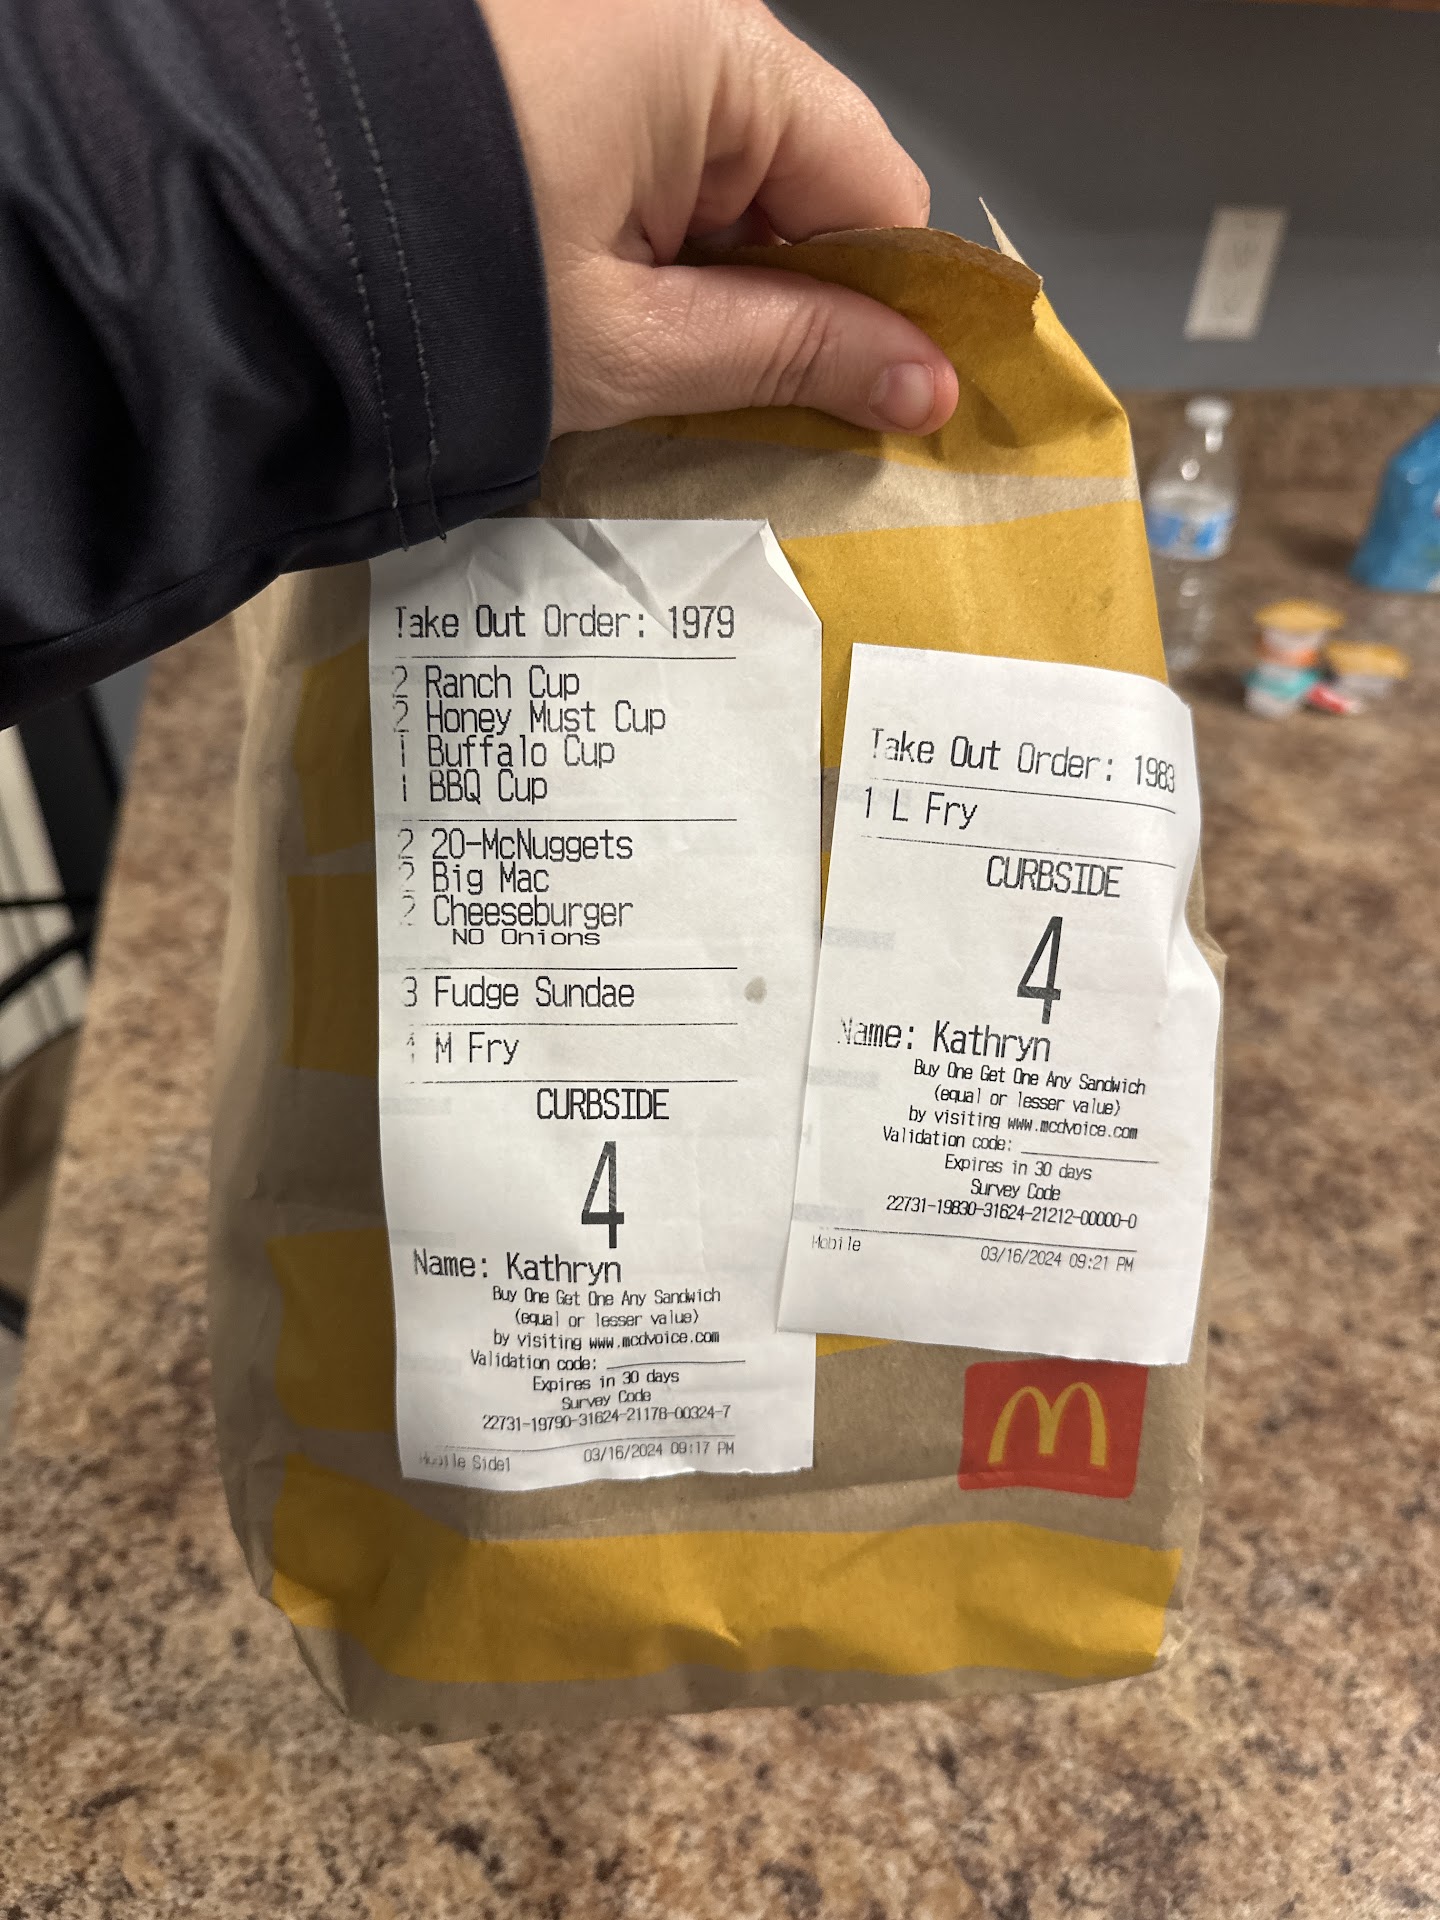 Take Out Order: 1979
2 Ranch Cup
2 Honey Must Cup
1 Buffalo Cup
1 BBQ Cup
2 20-McNuggets
2 Big Mac
2 Cheeseburger
NO Onions
3 Fudge Sundae
1 M Fry
CURBSIDE
4
Name: Kathryn
Buy One Get One Any Sandwich
(equal or lesser value)
by visiting www.mcdvoice.com
Validation code:
Expires in 30 days
Survey Code
22731-19790-31624-21178-00324-7
Mobile Side1 03/16/2024 09:17 PM
Take Out Order: 1983
1 L Fry
CURBSIDE
4
Name: Kathryn
Buy One Get One Any Sandwich
(equal or lesser value)
by visiting www.mcdvoice.com
Validation code:
Expires in 30 days
Survey Code
22731-19830-31624-21212-00000-0
Mobile 03/16/2024 09:21 PM